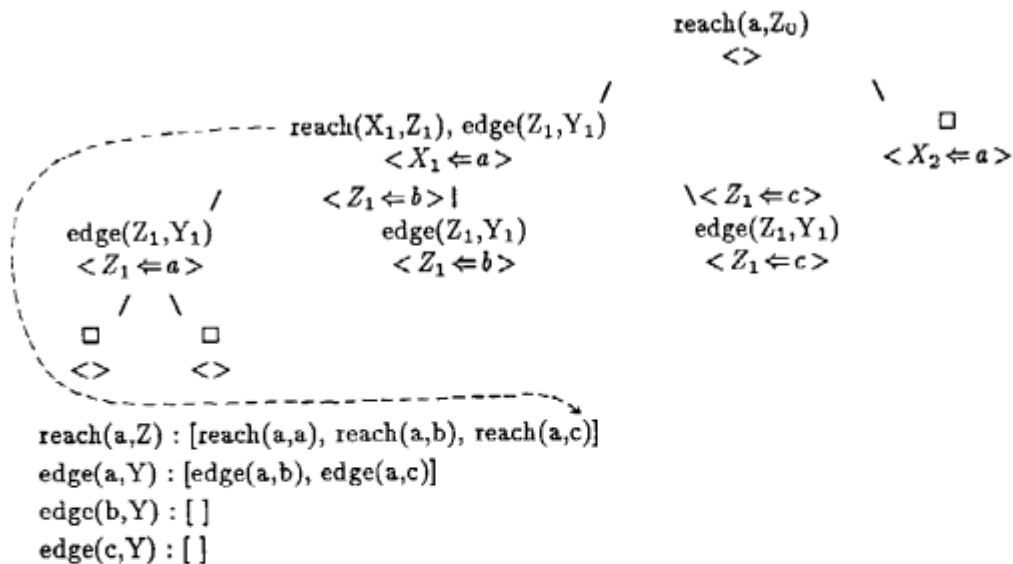 reach(a,Z₀)
<>
/ \
reach(X₁,Z₁), edge(Z₁,Y₁) □
<X₁⇐a> <X₂⇐a>
/ <Z₁⇐b>| \<Z₁⇐c>
edge(Z₁,Y₁) edge(Z₁,Y₁) edge(Z₁,Y₁)
<Z₁⇐a> <Z₁⇐b> <Z₁⇐c>
/ \
□ □
<> <>
reach(a,Z) : [reach(a,a), reach(a,b), reach(a,c)]
edge(a,Y) : [edge(a,b), edge(a,c)]
edge(b,Y) : [ ]
edge(c,Y) : [ ]